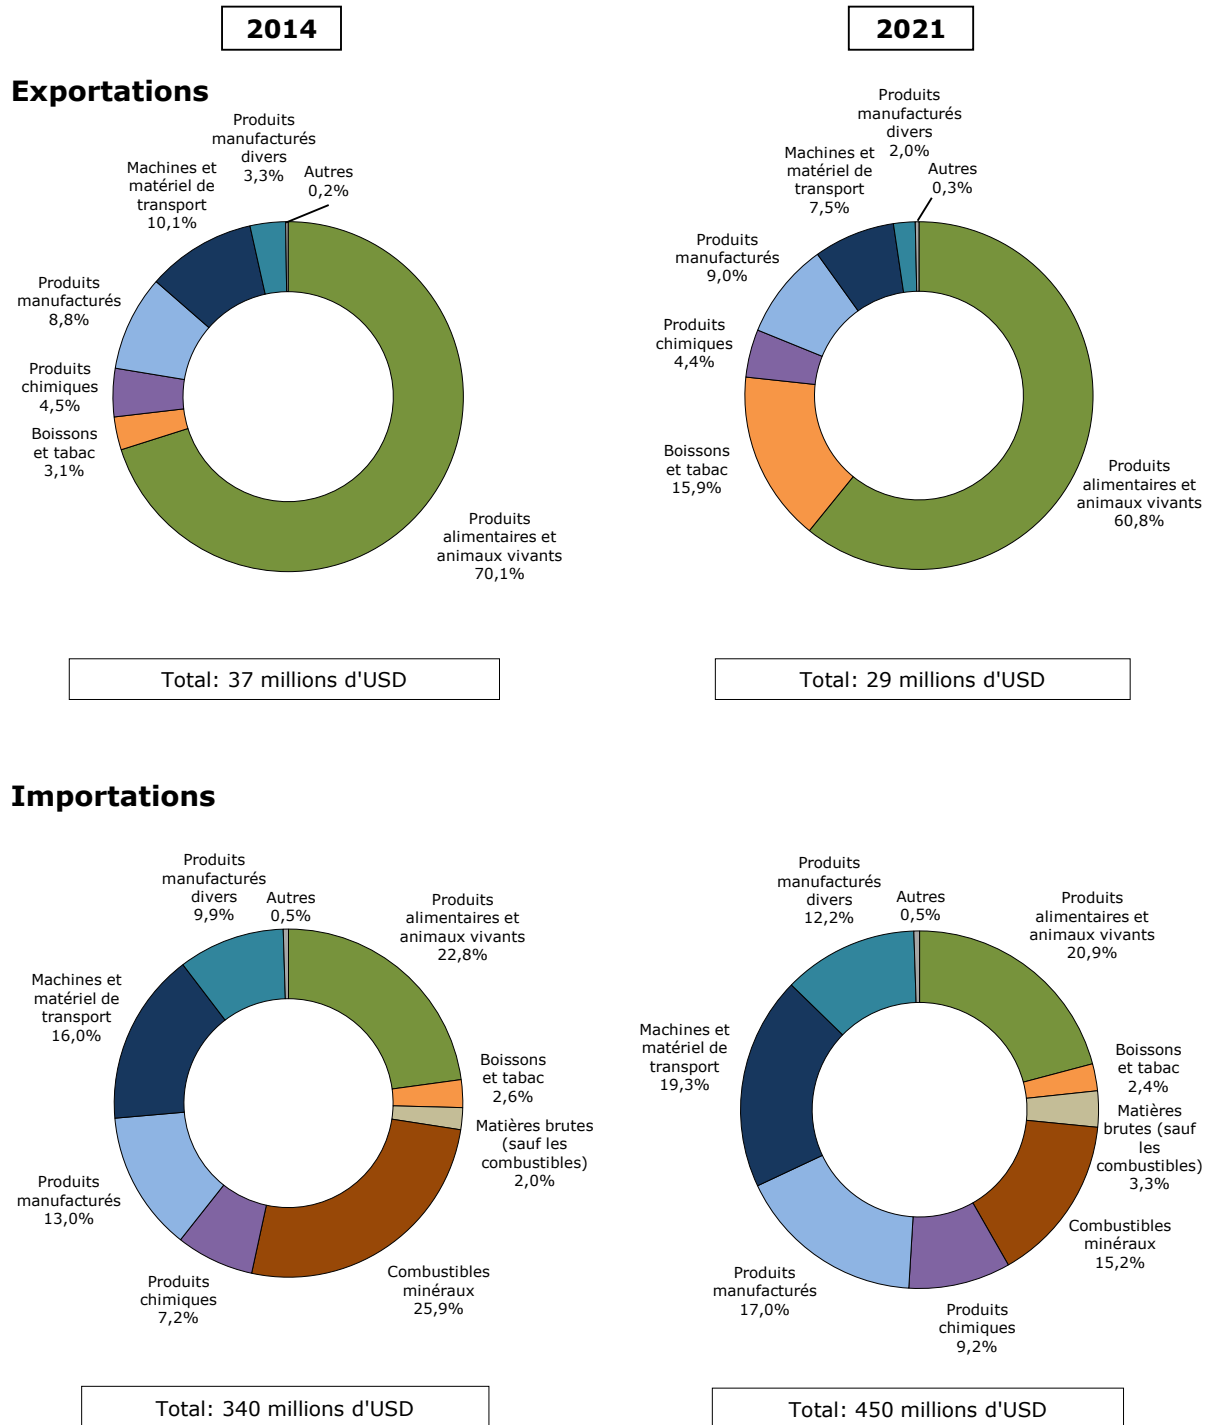 2014
2021
Exportations
Produits
manufacturés
divers
3,3%
Autres
0,2%
Machines et
matériel de
transport
10,1%
Produits
manufacturés
8,8%
Produits
chimiques
4,5%
Boissons
et tabac
3,1%
Produits
alimentaires et
animaux vivants
70,1%
Total: 37 millions d'USD
Produits
manufacturés
divers
2,0%
Autres
0,3%
Machines et
matériel de
transport
7,5%
Produits
manufacturés
9,0%
Produits
chimiques
4,4%
Boissons
et tabac
15,9%
Produits
alimentaires et
animaux vivants
60,8%
Total: 29 millions d'USD
Importations
Produits
manufacturés
divers
9,9%
Autres
0,5%
Produits
alimentaires et
animaux vivants
22,8%
Machines et
matériel de
transport
16,0%
Boissons
et tabac
2,6%
Matières brutes
(sauf les
combustibles)
2,0%
Produits
manufacturés
13,0%
Produits
chimiques
7,2%
Combustibles
minéraux
25,9%
Total: 340 millions d'USD
Produits
manufacturés
divers
12,2%
Autres
0,5%
Produits
alimentaires et
animaux vivants
20,9%
Machines et
matériel de
transport
19,3%
Boissons
et tabac
2,4%
Matières
brutes (sauf
les
combustibles)
3,3%
Combustibles
minéraux
15,2%
Produits
manufacturés
17,0%
Produits
chimiques
9,2%
Total: 450 millions d'USD